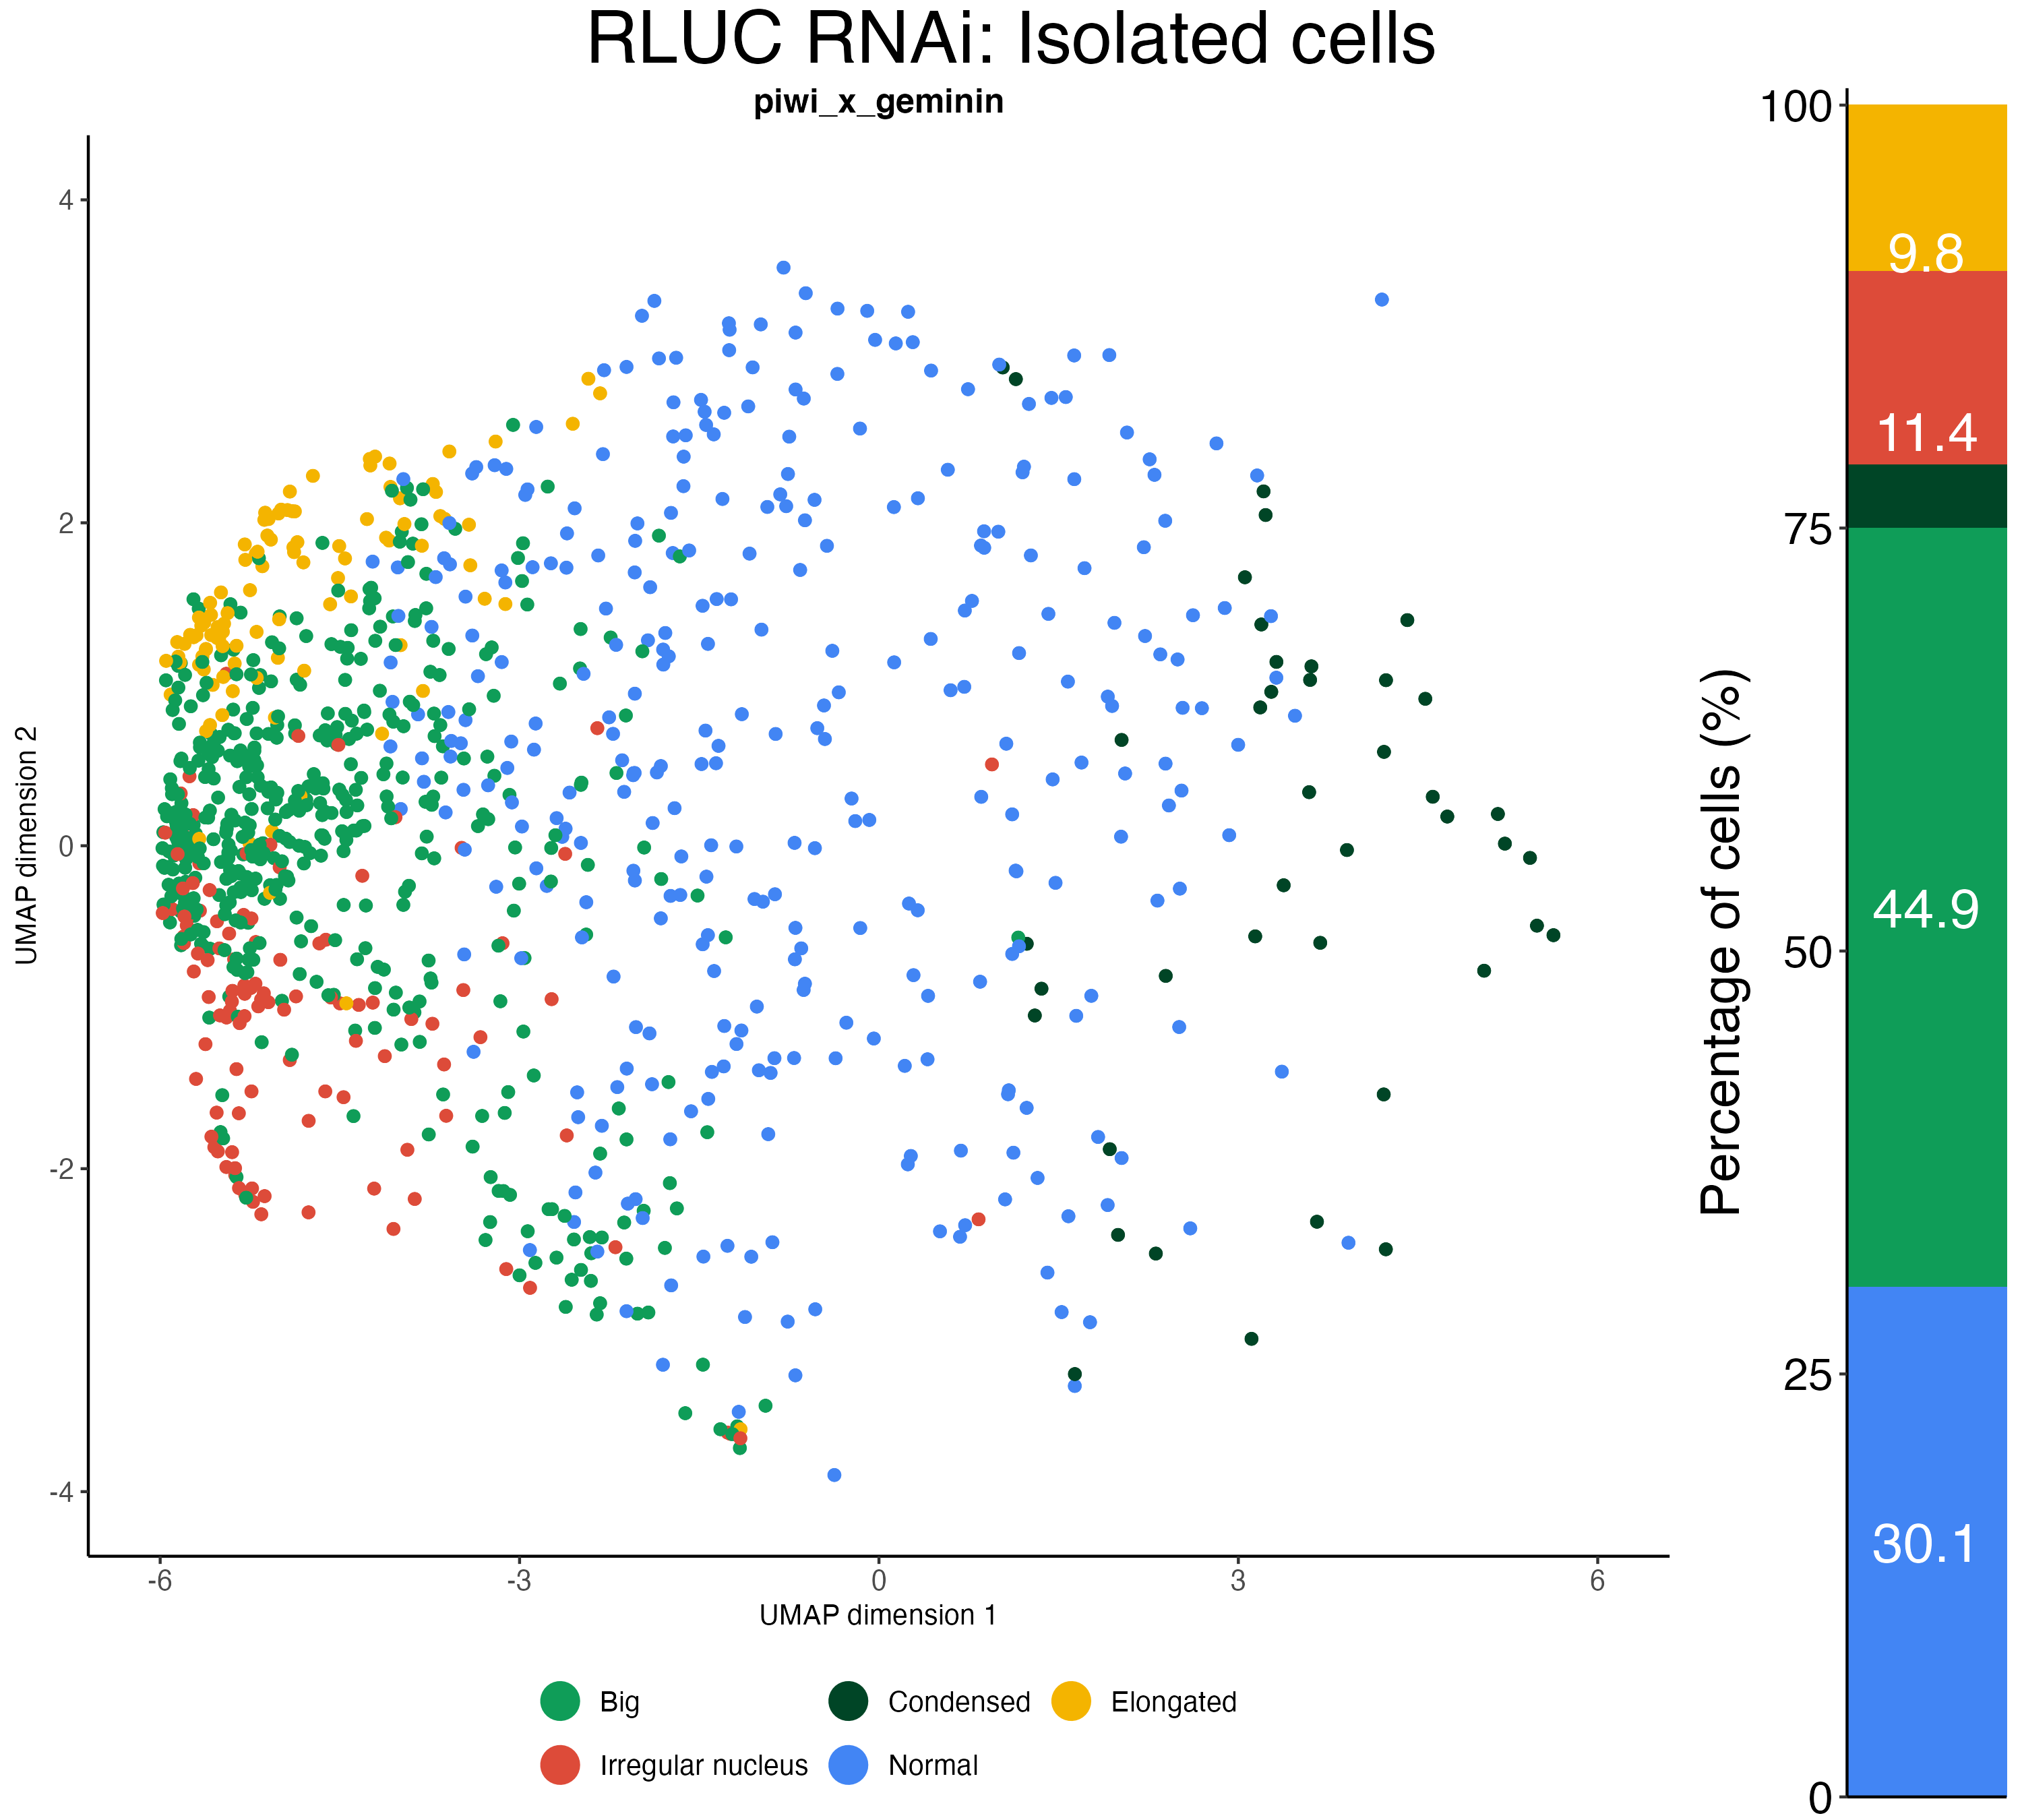 RLUC RNAi: Isolated cells
piwi_x_geminin
4
2
0
-2
-4
UMAP dimension 2
-6 -3 0 3 6
UMAP dimension 1
Big Condensed Elongated
Irregular nucleus Normal
100
75
50
25
0
Percentage of cells (%)
9.8
11.4
44.9
30.1